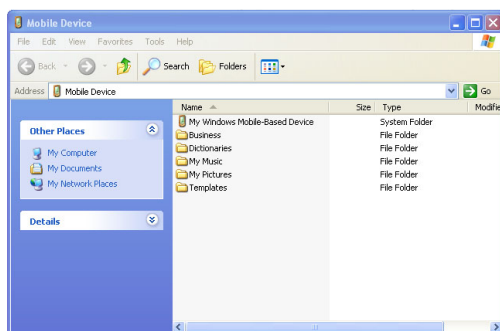 Mobile Device
File Edit View Favorites Tools Help
Back Search Folders
Address Mobile Device Go
Name Size Type Modifie
My Windows Mobile-Based Device System Folder
Business File Folder
Dictionaries File Folder
My Music File Folder
My Pictures File Folder
Templates File Folder
Other Places
My Computer
My Documents
My Network Places
Details